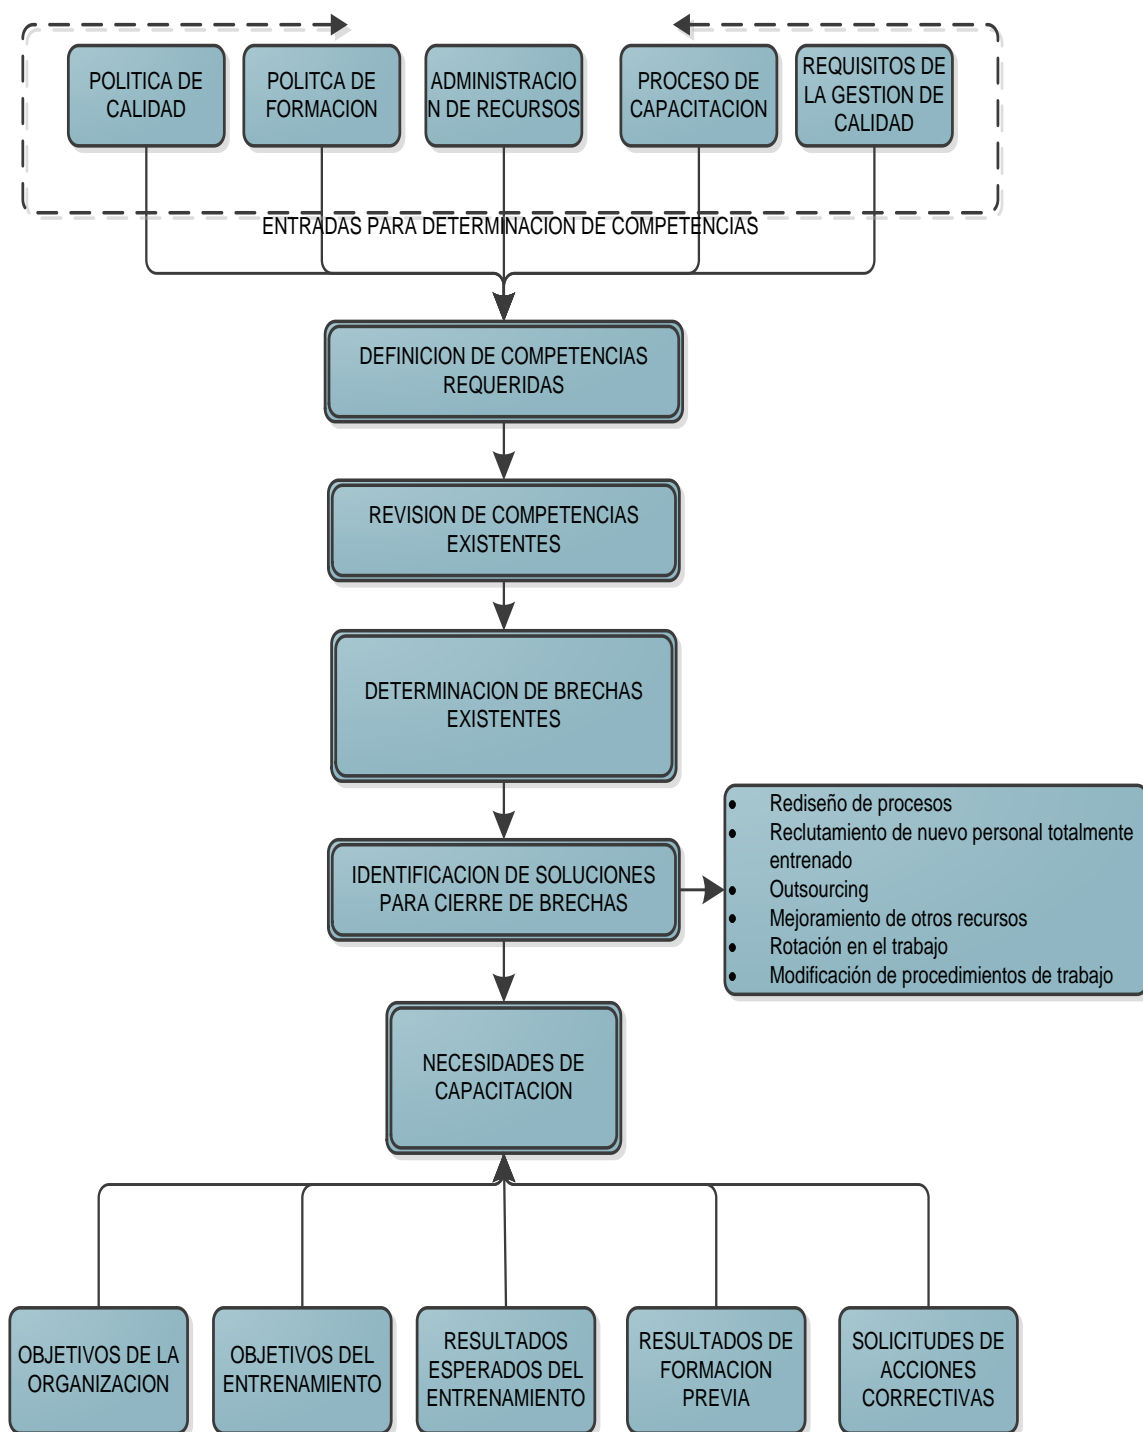 POLITICA DE
CALIDAD
POLITCA DE
FORMACION
ADMINISTRACIO
N DE RECURSOS
PROCESO DE
CAPACITACION
REQUISITOS DE
LA GESTION DE
CALIDAD
ENTRADAS PARA DETERMINACION DE COMPETENCIAS
DEFINICION DE COMPETENCIAS
REQUERIDAS
REVISION DE COMPETENCIAS
EXISTENTES
DETERMINACION DE BRECHAS
EXISTENTES
IDENTIFICACION DE SOLUCIONES
PARA CIERRE DE BRECHAS
• Rediseño de procesos
• Reclutamiento de nuevo personal totalmente
entrenado
• Outsourcing
• Mejoramiento de otros recursos
• Rotación en el trabajo
• Modificación de procedimientos de trabajo
NECESIDADES DE
CAPACITACION
OBJETIVOS DE LA
ORGANIZACION
OBJETIVOS DEL
ENTRENAMIENTO
RESULTADOS
ESPERADOS DEL
ENTRENAMIENTO
RESULTADOS DE
FORMACION
PREVIA
SOLICITUDES DE
ACCIONES
CORRECTIVAS